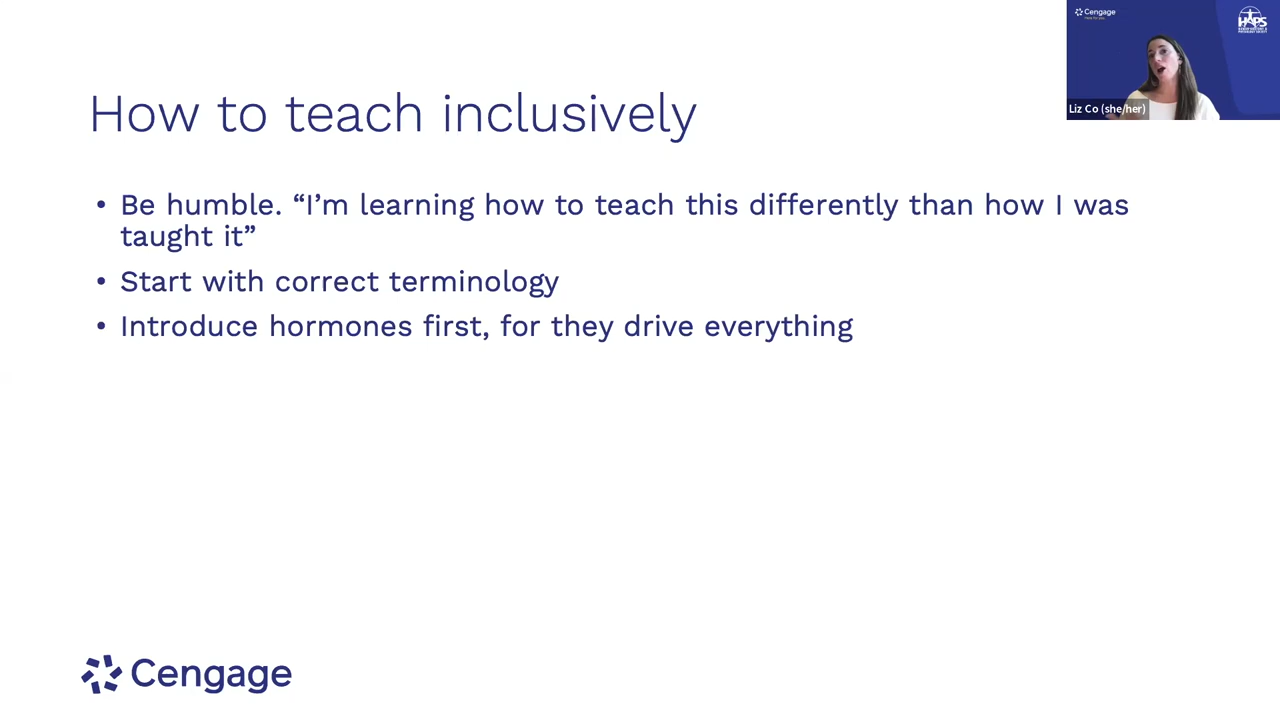 Cengage
HAPS
Liz Co (she/her)
How to teach inclusively
• Be humble. “I’m learning how to teach this differently than how I was
taught it”
• Start with correct terminology
• Introduce hormones first, for they drive everything
Cengage